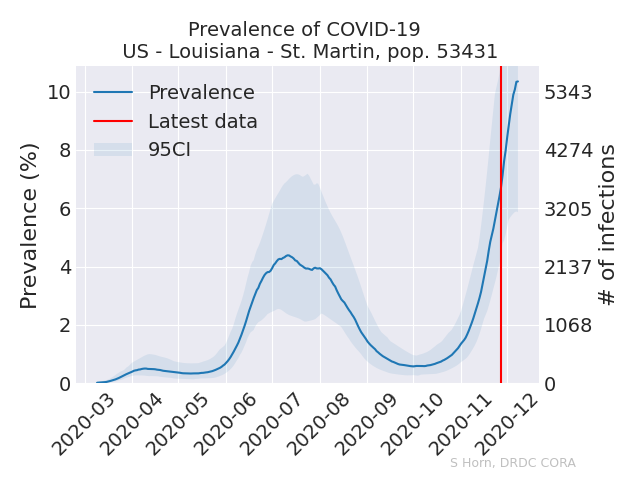 Prevalence of COVID-19
US - Louisiana - St. Martin, pop. 53431
Prevalence
Latest data
95CI
Prevalence (%)
10
8
6
4
2
0
5343
4274
3205
2137
1068
0
# of infections
2020-03
2020-04
2020-05
2020-06
2020-07
2020-08
2020-09
2020-10
2020-11
2020-12
S Horn, DRDC CORA